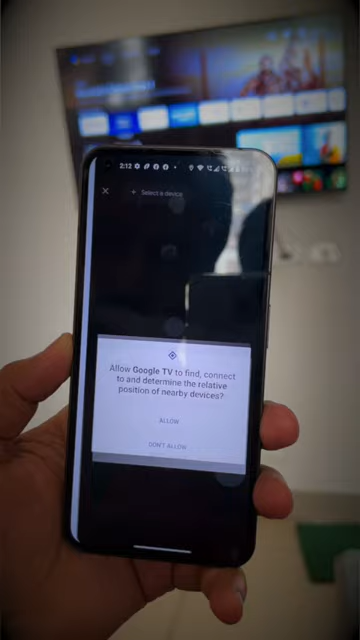 2:12
Select a device
Allow Google TV to find, connect
to and determine the relative
position of nearby devices?
ALLOW
DON'T ALLOW